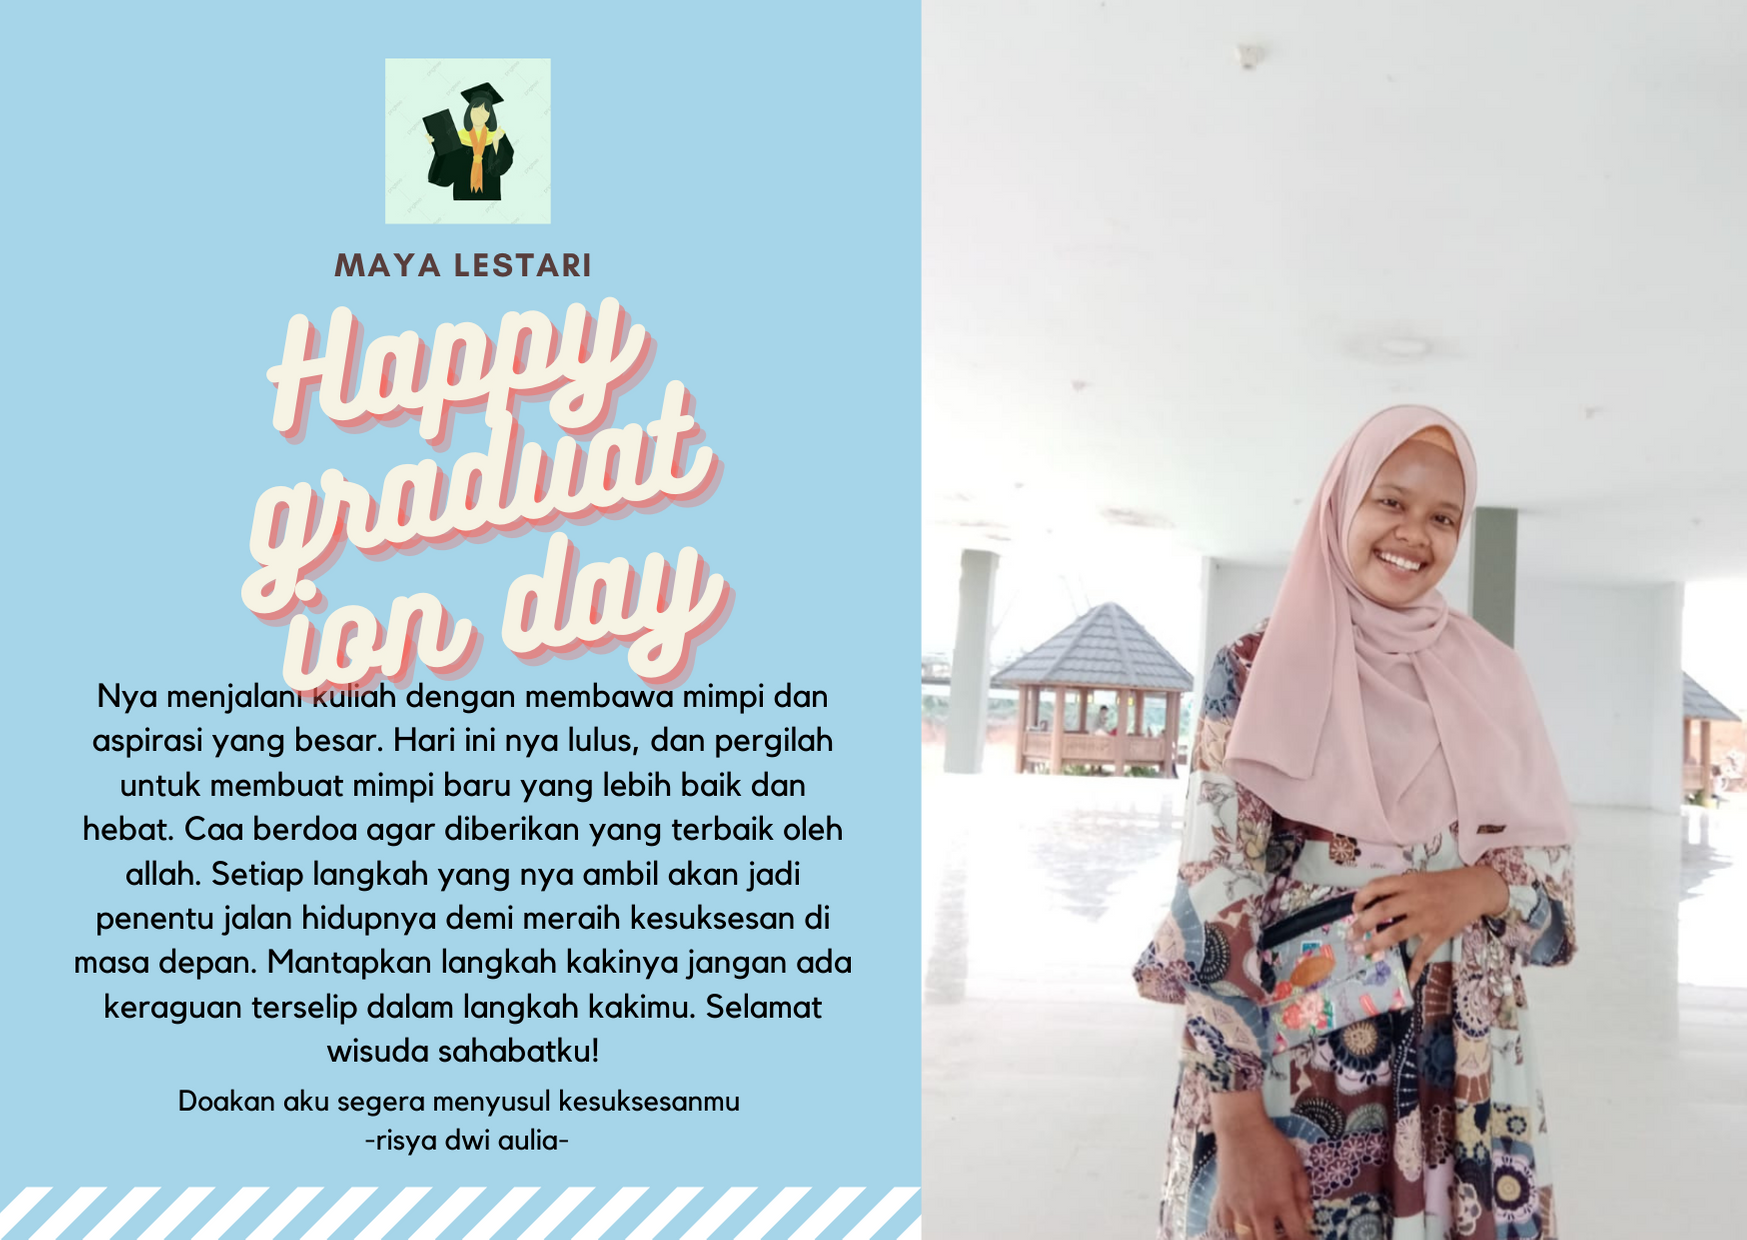 MAYA LESTARI
Happy
graduat
ion day
Nya menjalani kuliah dengan membawa mimpi dan
aspirasi yang besar. Hari ini nya lulus, dan pergilah
untuk membuat mimpi baru yang lebih baik dan
hebat. Caa berdoa agar diberikan yang terbaik oleh
allah. Setiap langkah yang nya ambil akan jadi
penentu jalan hidupnya demi meraih kesuksesan di
masa depan. Mantapkan langkah kakinya jangan ada
keraguan terselip dalam langkah kakimu. Selamat
wisuda sahabatku!
Doakan aku segera menyusul kesuksesanmu
-risya dwi aulia-